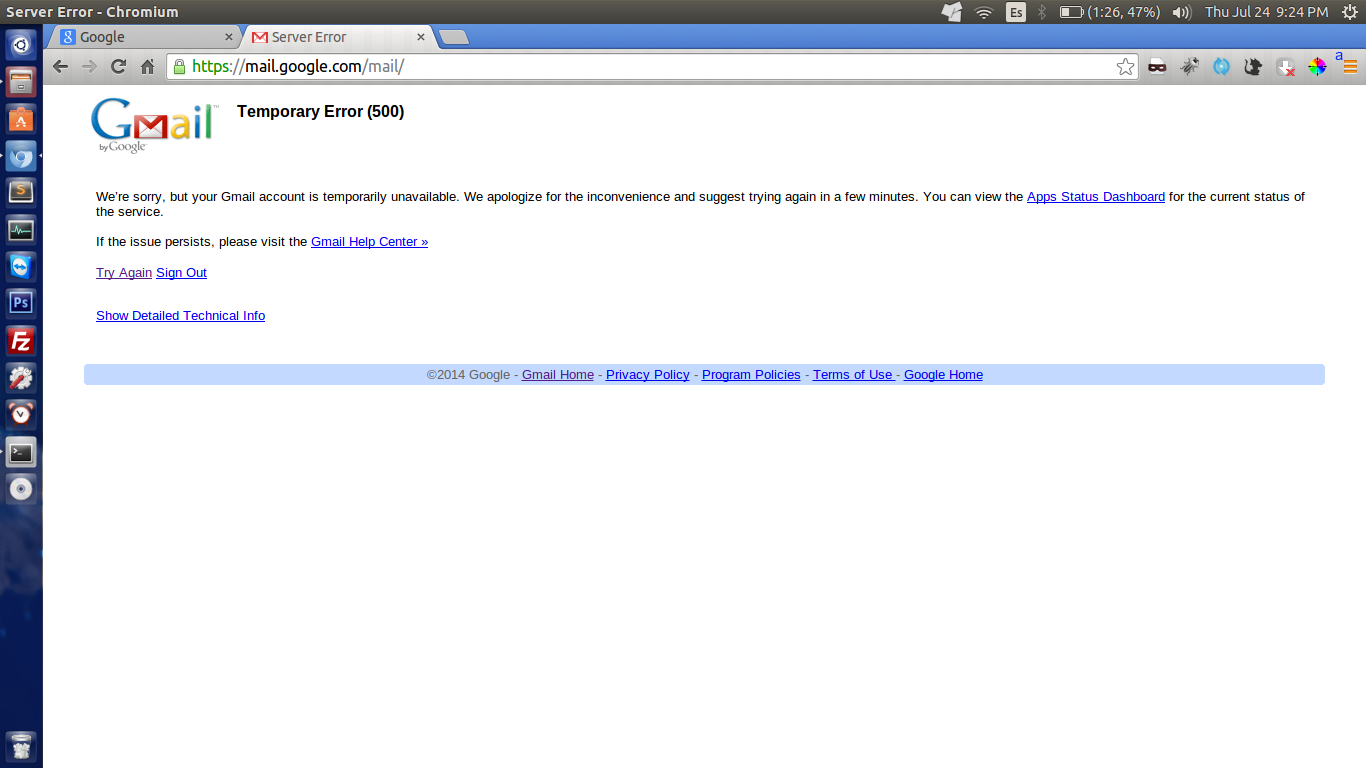 Server Error - Chromium
Es
(1:26, 47%)
Thu Jul 24 9:24 PM
Google
Server Error
https://mail.google.com/mail/
a
Gmail™
by Google™
Temporary Error (500)
We're sorry, but your Gmail account is temporarily unavailable. We apologize for the inconvenience and suggest trying again in a few minutes. You can view the Apps Status Dashboard for the current status of
the service.
If the issue persists, please visit the Gmail Help Center »
Try Again Sign Out
Show Detailed Technical Info
©2014 Google - Gmail Home - Privacy Policy - Program Policies - Terms of Use - Google Home
S
Ps
FZ